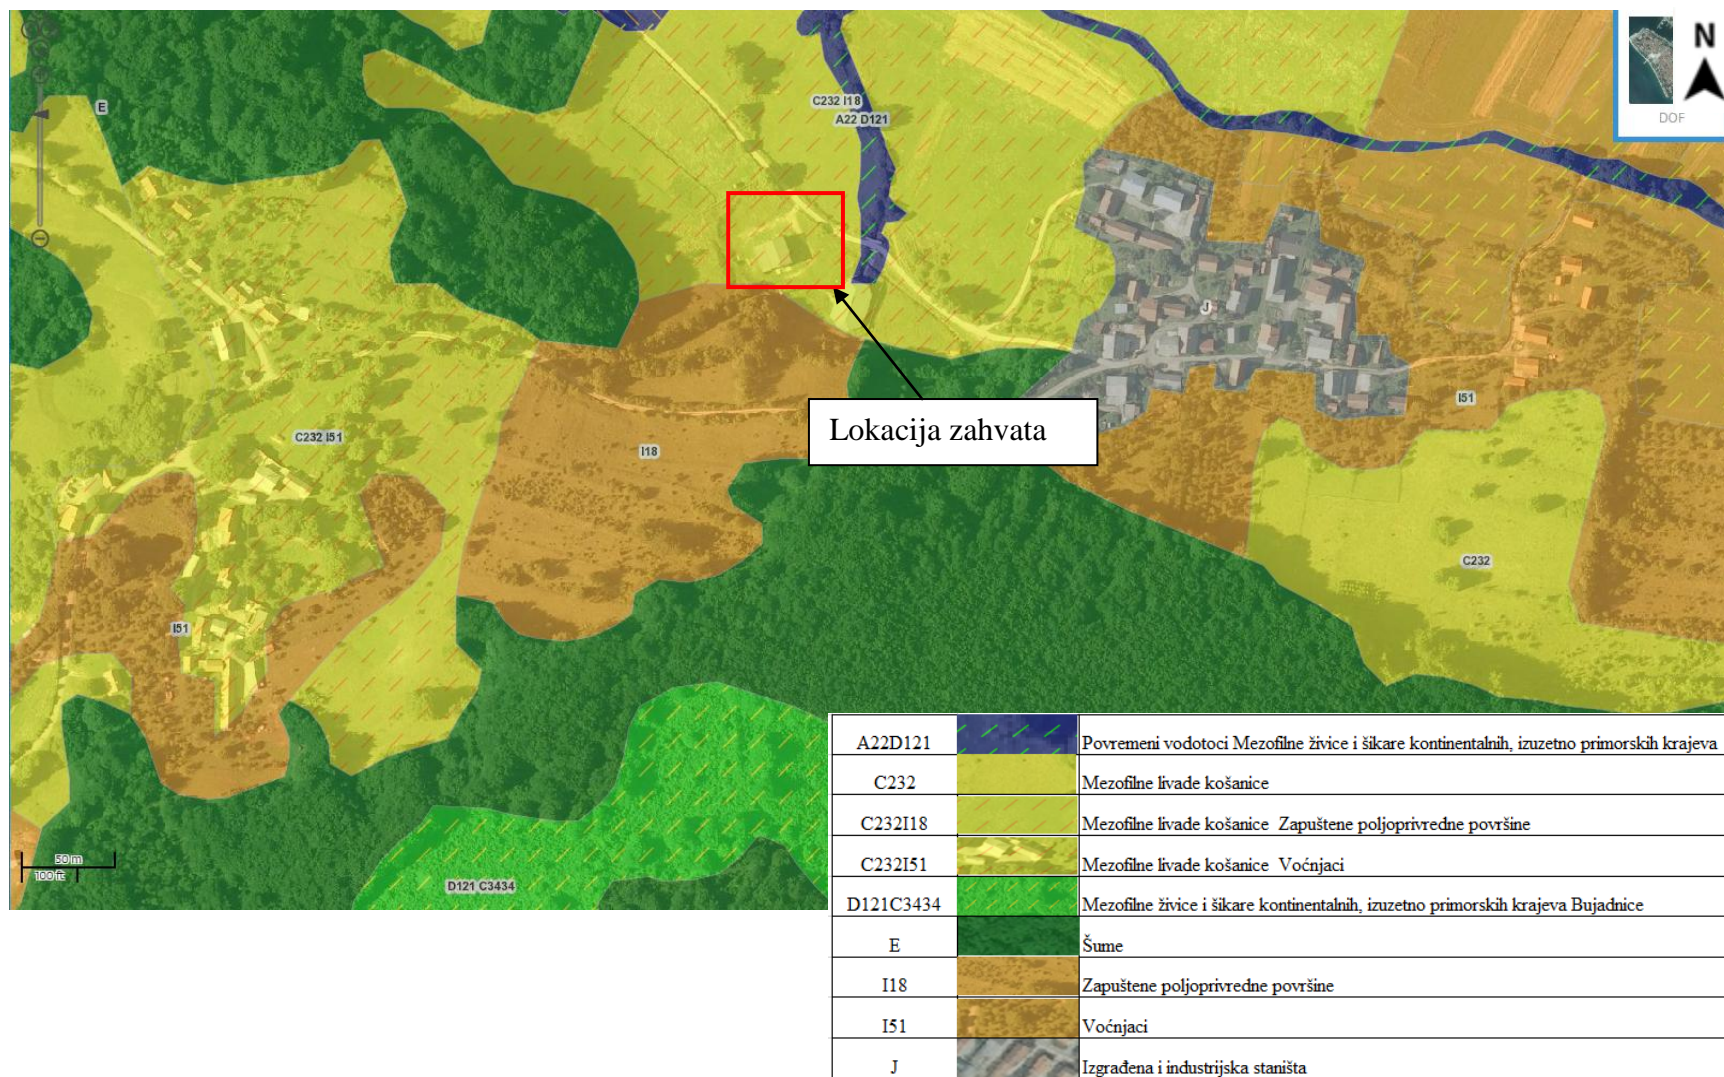 N
DOF
E
C232 I18
A22 D121
J
I51
Lokacija zahvata
C232 I51
I18
C232
I51
50 m
100 ft
D121 C3434
A22D121 Povremeni vodotoci Mezofilne živice i šikare kontinentalnih, izuzetno primorskih krajeva
C232 Mezofilne livade košanice
C232I18 Mezofilne livade košanice Zapuštene poljoprivredne površine
C232I51 Mezofilne livade košanice Voćnjaci
D121C3434 Mezofilne živice i šikare kontinentalnih, izuzetno primorskih krajeva Bujadnice
E Šume
I18 Zapuštene poljoprivredne površine
I51 Voćnjaci
J Izgrađena i industrijska staništa